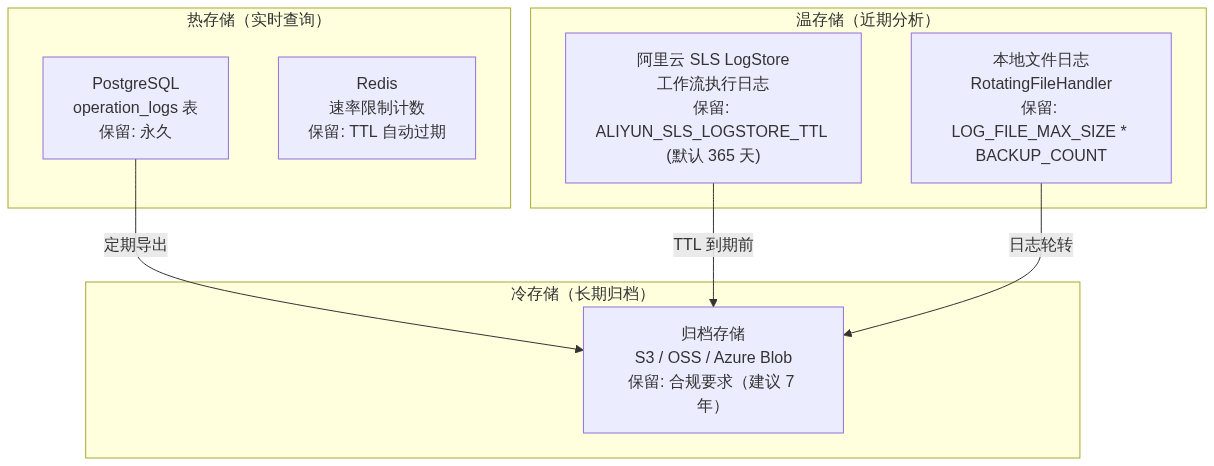 热存储（实时查询）
PostgreSQL
operation_logs 表
保留: 永久
Redis
速率限制计数
保留: TTL 自动过期
温存储（近期分析）
阿里云 SLS LogStore
工作流执行日志
保留:
ALIYUN_SLS_LOGSTORE_TTL
(默认 365 天)
本地文件日志
RotatingFileHandler
保留:
LOG_FILE_MAX_SIZE *
BACKUP_COUNT
定期导出
TTL 到期前
日志轮转
冷存储（长期归档）
归档存储
S3 / OSS / Azure Blob
保留: 合规要求（建议 7
年）